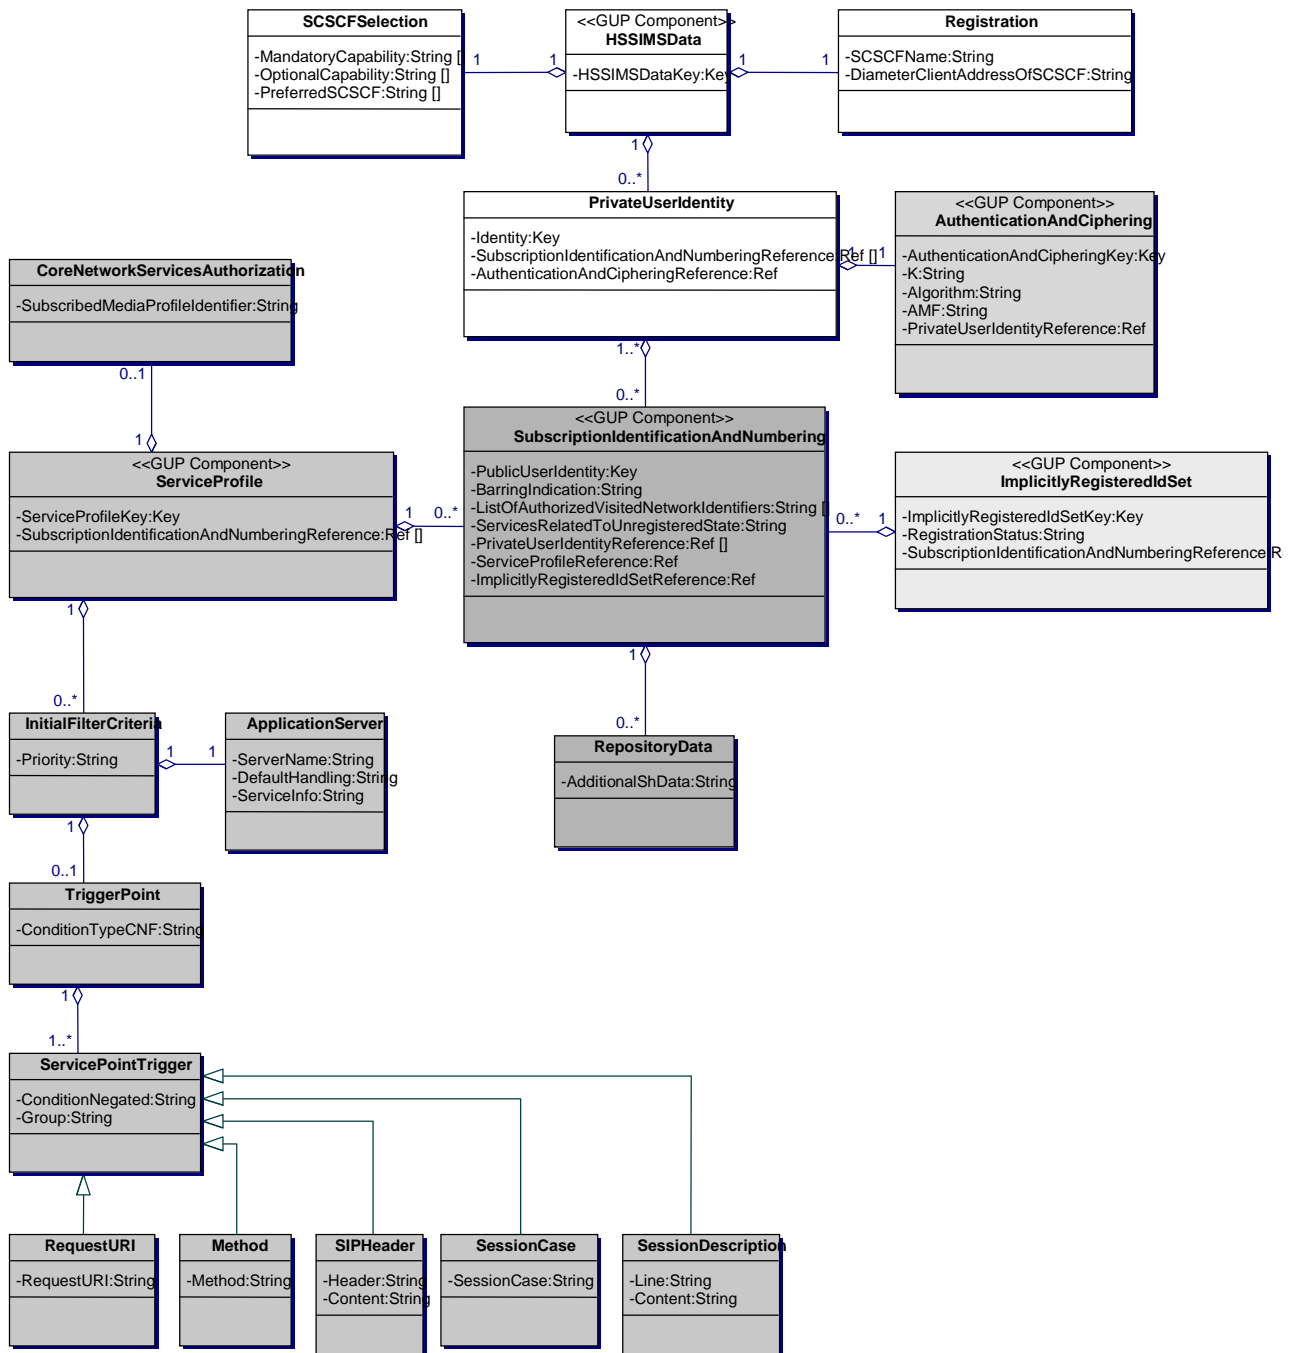 SCSCFSelection
-MandatoryCapability:String []
-OptionalCapability:String []
-PreferredSCSCF:String []
1
1
<<GUP Component>>
HSSIMSData
-HSSIMSDataKey:Key
1
1
Registration
-SCSCFName:String
-DiameterClientAddressOfSCSCF:String
1
0..*
PrivateUserIdentity
-Identity:Key
-SubscriptionIdentificationAndNumberingReference:Ref []
-AuthenticationAndCipheringReference:Ref
1
1
<<GUP Component>>
AuthenticationAndCiphering
-AuthenticationAndCipheringKey:Key
-K:String
-Algorithm:String
-AMF:String
-PrivateUserIdentityReference:Ref
CoreNetworkServicesAuthorization
-SubscribedMediaProfileIdentifier:String
0..1
1
1..*
0..*
<<GUP Component>>
ServiceProfile
-ServiceProfileKey:Key
-SubscriptionIdentificationAndNumberingReference:Ref []
1
0..*
<<GUP Component>>
SubscriptionIdentificationAndNumbering
-PublicUserIdentity:Key
-BarringIndication:String
-ListOfAuthorizedVisitedNetworkIdentifiers:String []
-ServicesRelatedToUnregisteredState:String
-PrivateUserIdentityReference:Ref []
-ServiceProfileReference:Ref
-ImplicitlyRegisteredIdSetReference:Ref
0..*
1
<<GUP Component>>
ImplicitlyRegisteredIdSet
-ImplicitlyRegisteredIdSetKey:Key
-RegistrationStatus:String
-SubscriptionIdentificationAndNumberingReference:R
1
0..*
1
0..*
InitialFilterCriteria
-Priority:String
1
1
ApplicationServer
-ServerName:String
-DefaultHandling:String
-ServiceInfo:String
RepositoryData
-AdditionalShData:String
1
0..1
TriggerPoint
-ConditionTypeCNF:String
1
1..*
ServicePointTrigger
-ConditionNegated:String
-Group:String
RequestURI
-RequestURI:String
Method
-Method:String
SIPHeader
-Header:String
-Content:String
SessionCase
-SessionCase:String
SessionDescription
-Line:String
-Content:String